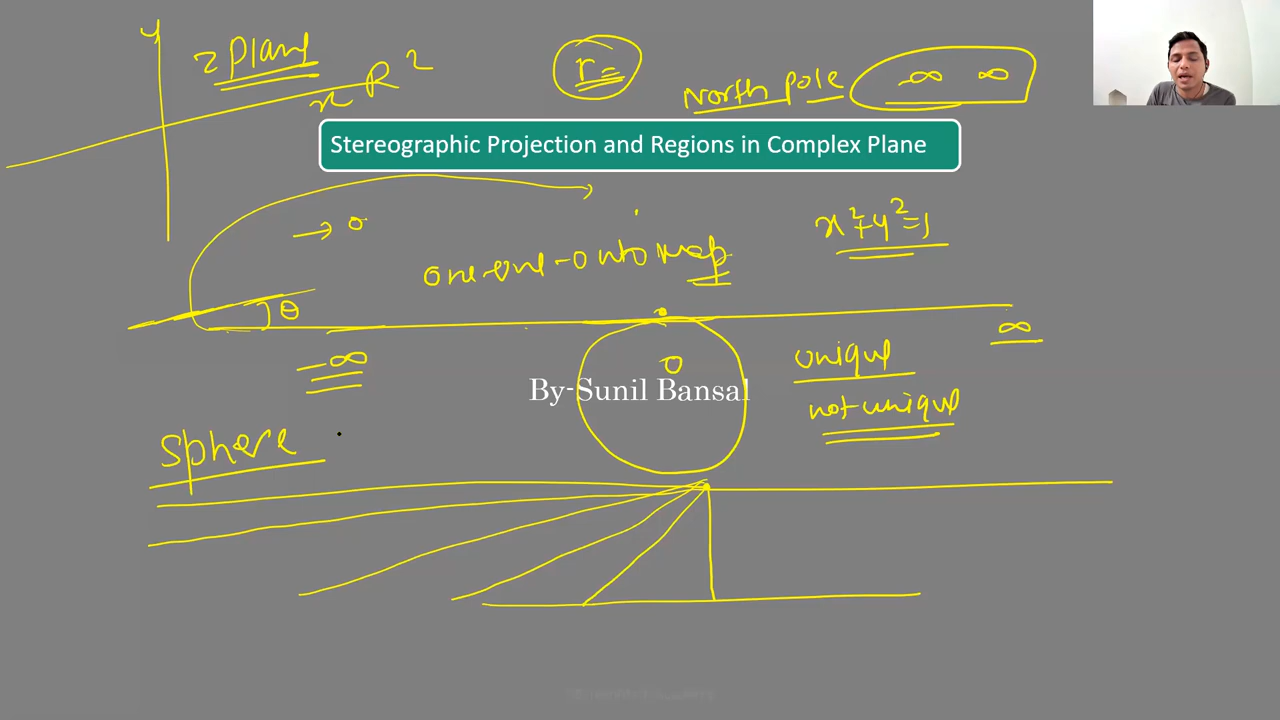 y
z plane
x R²
r=
North pole
-∞ ∞
Stereographic Projection and Regions in Complex Plane
→ 0
one-one-onto map
x²+y²=1
θ
∞
-∞
0
unique
By-Sunil Bansal
not unique
sphere